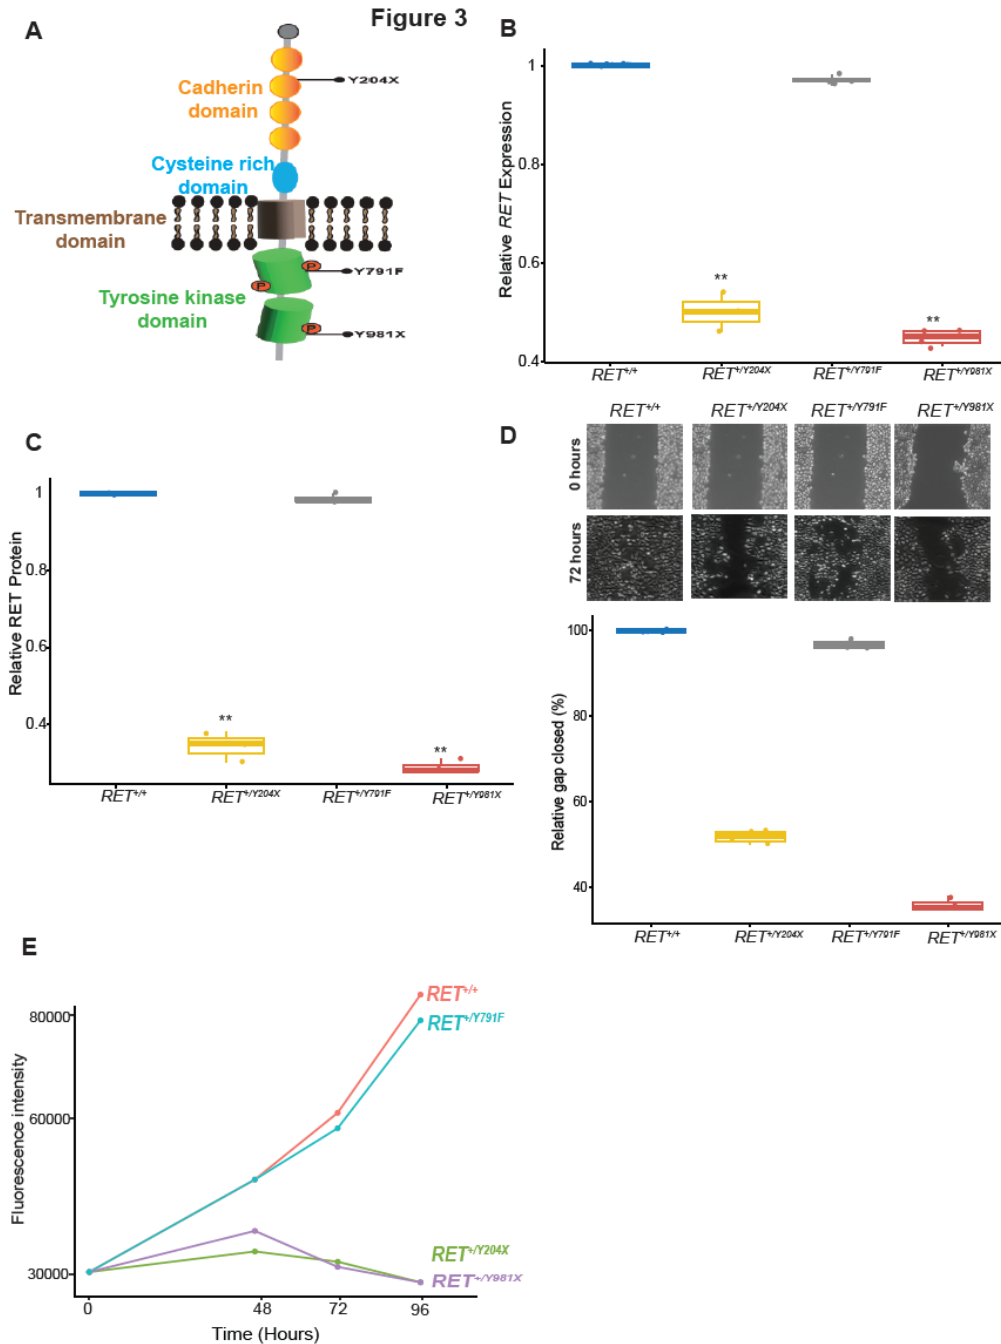 Figure 3
A
Y204X
Cadherin
domain
Cysteine rich
domain
Transmembrane
domain
P
Y791F
P
Tyrosine kinase
domain
P
Y981X
B
Relative RET Expression
1
0.8
0.6
0.4
**
**
RET+/+
RET+/Y204X
RET+/Y791F
RET+/Y981X
C
Relative RET Protein
1
0.8
0.6
0.4
**
**
RET+/+
RET+/Y204X
RET+/Y791F
RET+/Y981X
D
RET+/+
RET+/Y204X
RET+/Y791F
RET+/Y981X
0 hours
72 hours
Relative gap closed (%)
100
80
60
40
RET+/+
RET+/Y204X
RET+/Y791F
RET+/Y981X
E
Fluorescence intensity
80000
60000
30000
RET+/+
RET+/Y791F
RET+/Y204X
RET+/Y981X
0
48
72
96
Time (Hours)